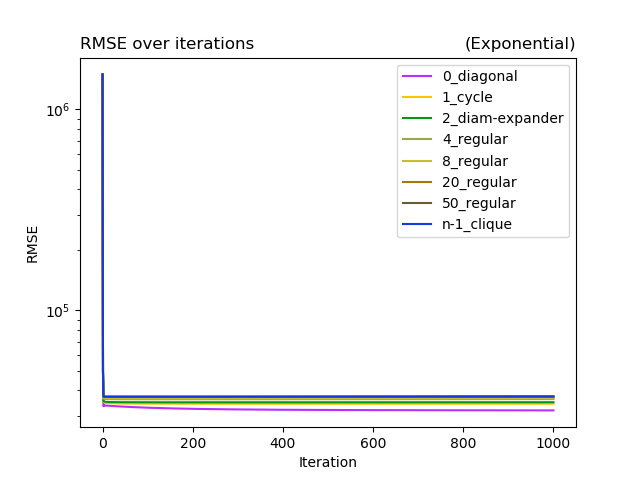 RMSE over iterations (Exponential)
0_diagonal
1_cycle
2_diam-expander
4_regular
8_regular
20_regular
50_regular
n-1_clique
10^6
10^5
RMSE
0 200 400 600 800 1000
Iteration